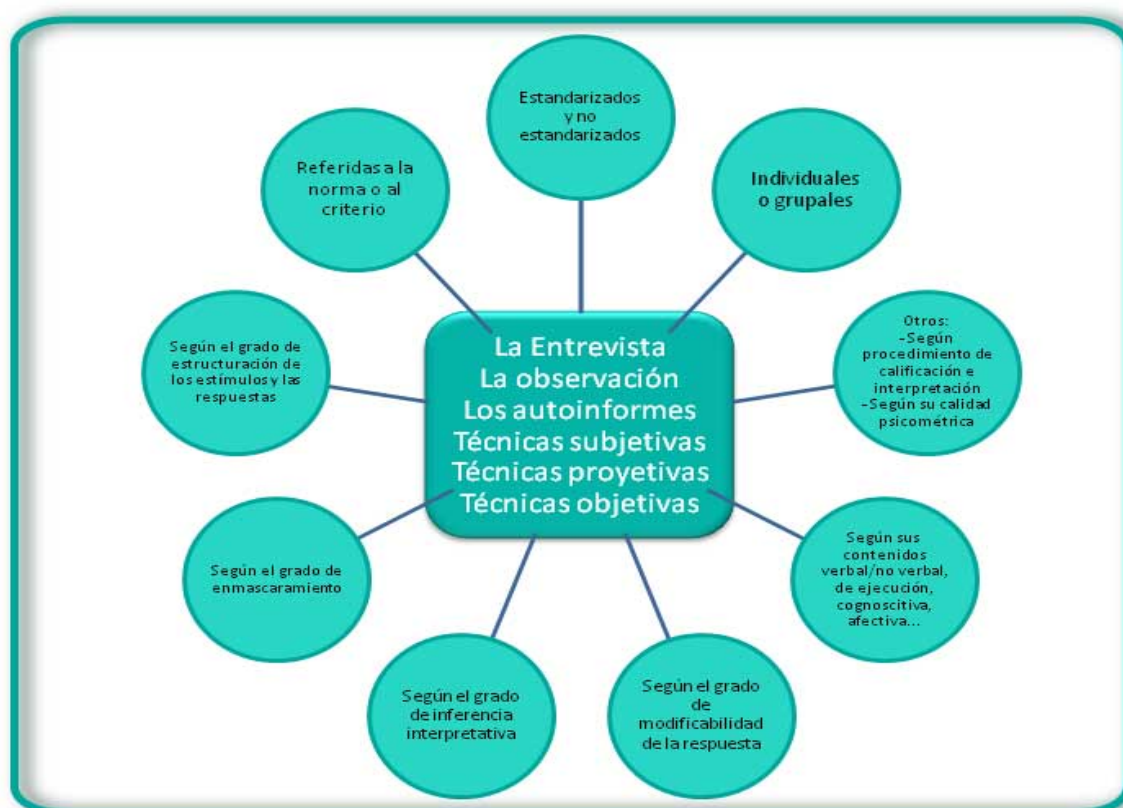 Estandarizados
y no
estandarizados
Individuales
o grupales
Otros:
-Según
procedimiento de
calificación e
interpretación
-Según su calidad
psicométrica
Según sus
contenidos
verbal/no verbal,
de ejecución,
cognoscitiva,
afectiva...
Según el grado
de
modificabilidad
de la respuesta
Según el grado
de inferencia
interpretativa
Según el grado de
enmascaramiento
Según el grado de
estructuración de
los estímulos y las
respuestas
Referidas a la
norma o al
criterio
La Entrevista
La observación
Los autoinformes
Técnicas subjetivas
Técnicas proyetivas
Técnicas objetivas